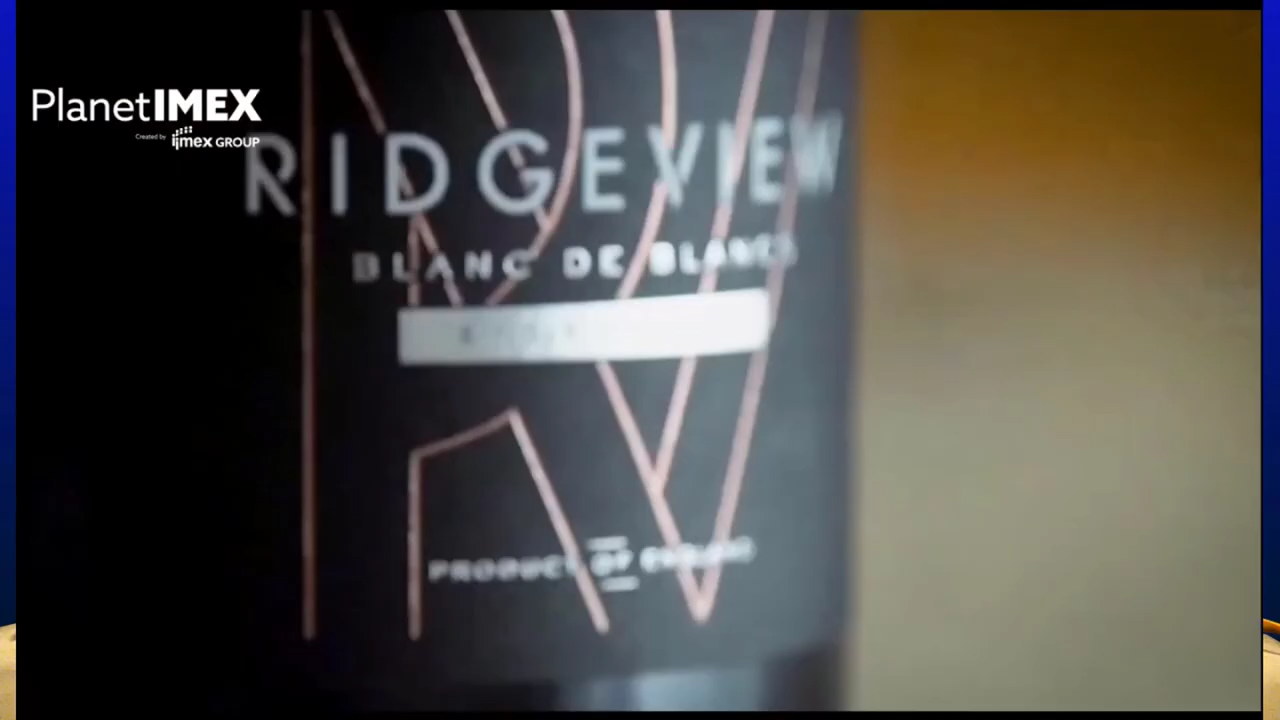 PlanetIMEX
Created by imex GROUP
RIDGEVIEW
BLANC DE BLANCS
PRODUCT OF ENGLAND